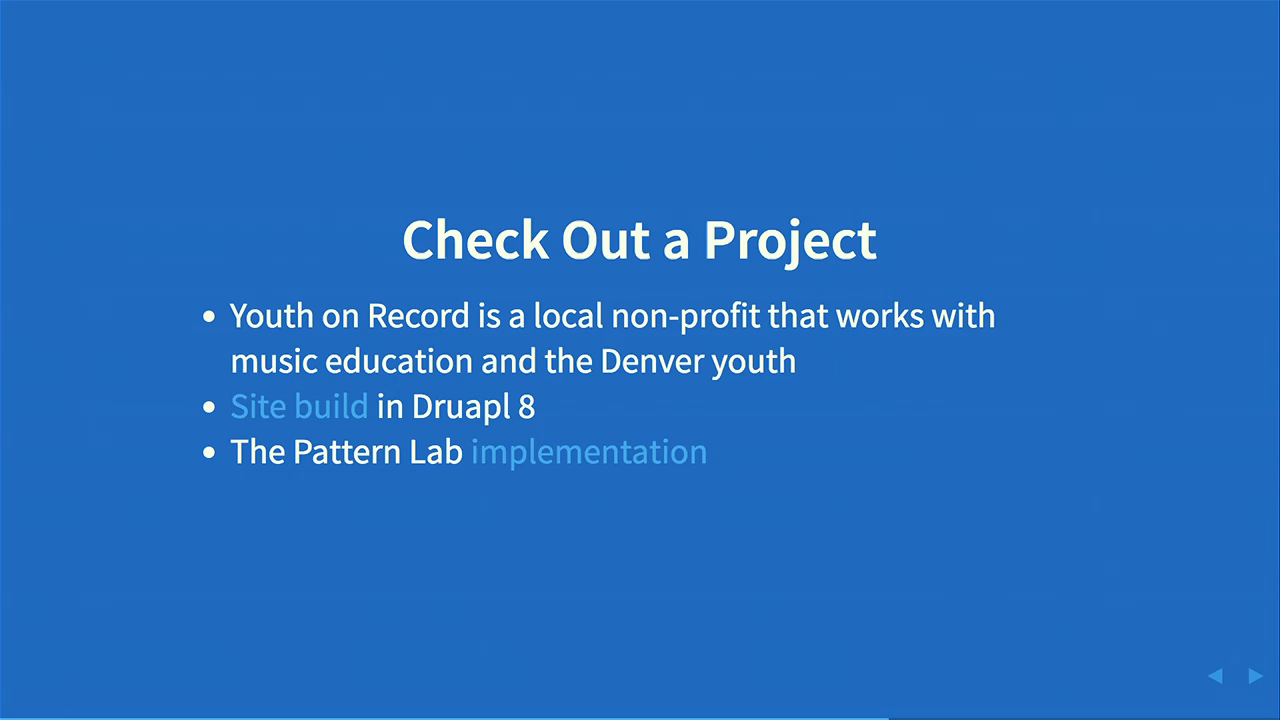 Check Out a Project
• Youth on Record is a local non-profit that works with
music education and the Denver youth
• Site build in Druapl 8
• The Pattern Lab implementation